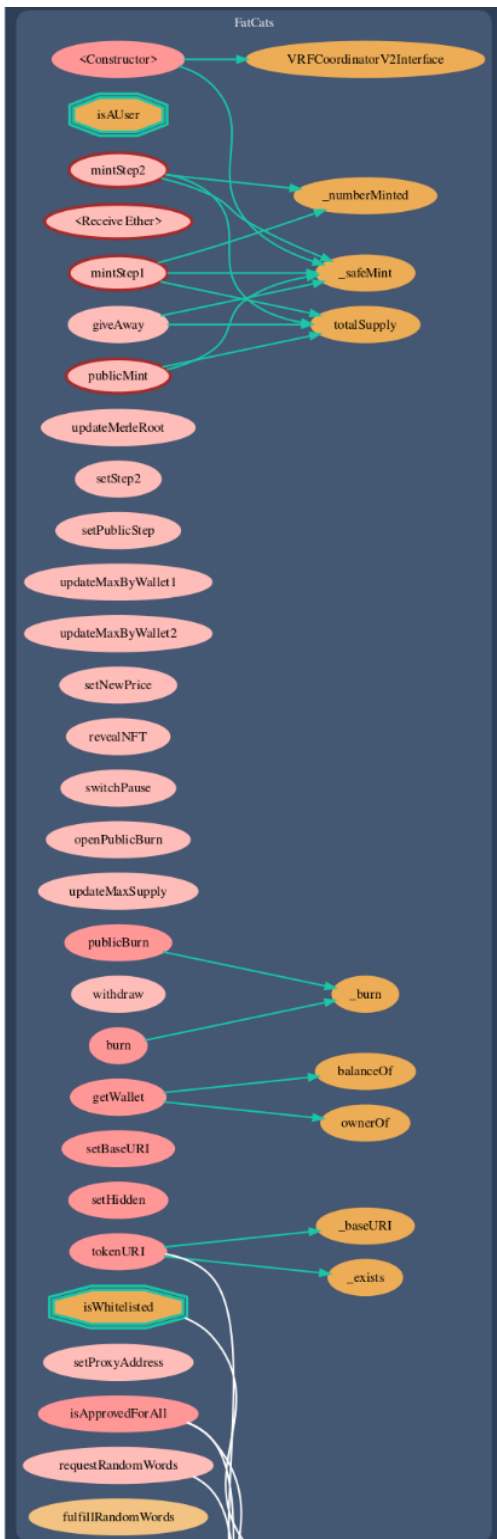 FatCats
<Constructor>
VRFCoordinatorV2Interface
isAUser
mintStep2
_numberMinted
<Receive Ether>
mintStep1
_safeMint
giveAway
totalSupply
publicMint
updateMerleRoot
setStep2
setPublicStep
updateMaxByWallet1
updateMaxByWallet2
setNewPrice
revealNFT
switchPause
openPublicBurn
updateMaxSupply
publicBurn
withdraw
_burn
burn
balanceOf
getWallet
ownerOf
setBaseURI
setHidden
_baseURI
tokenURI
_exists
isWhitelisted
setProxyAddress
isApprovedForAll
requestRandomWords
fulfillRandomWords